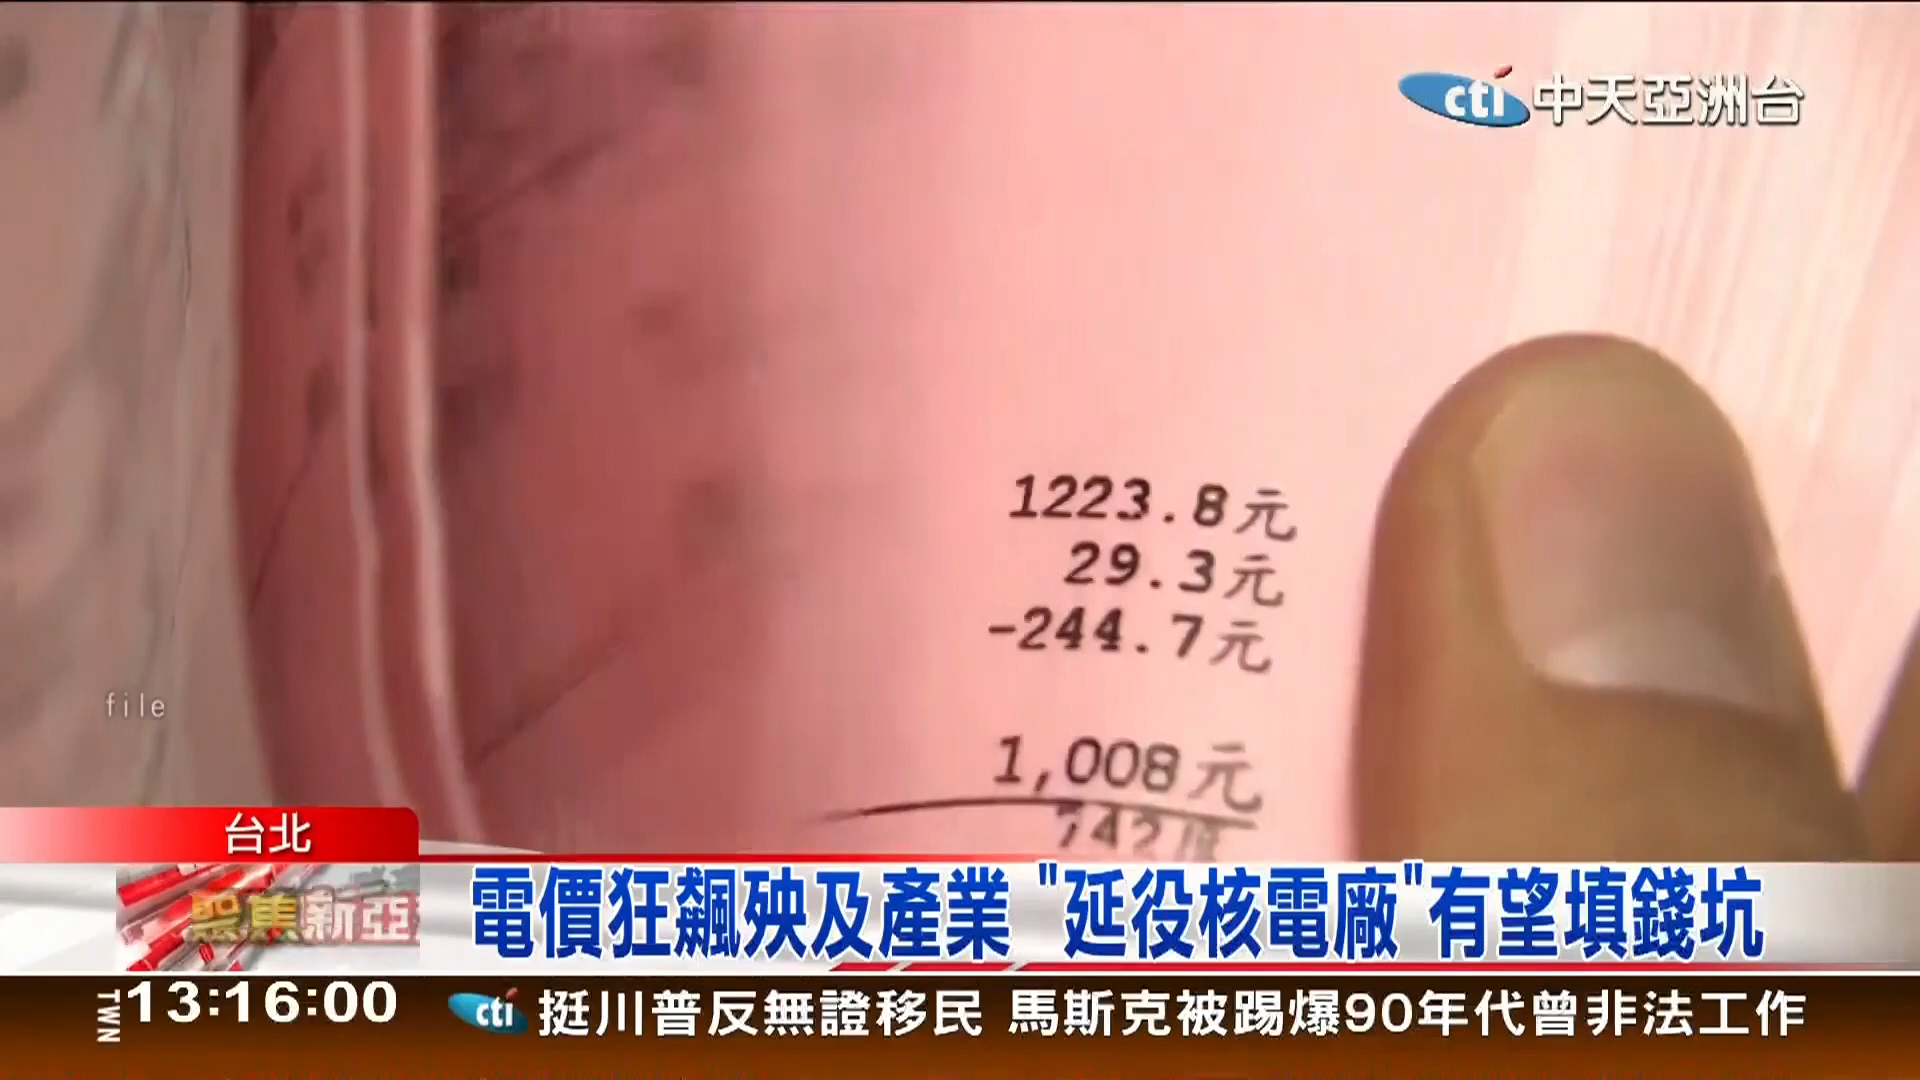 cti 中天亞洲台
1223.8元
29.3元
-244.7元
1,008元
file
台北
聚焦新亞
電價狂飆殃及產業 "延役核電廠"有望填錢坑
TWN 13:16:00
cti 挺川普反無證移民 馬斯克被踢爆90年代曾非法工作